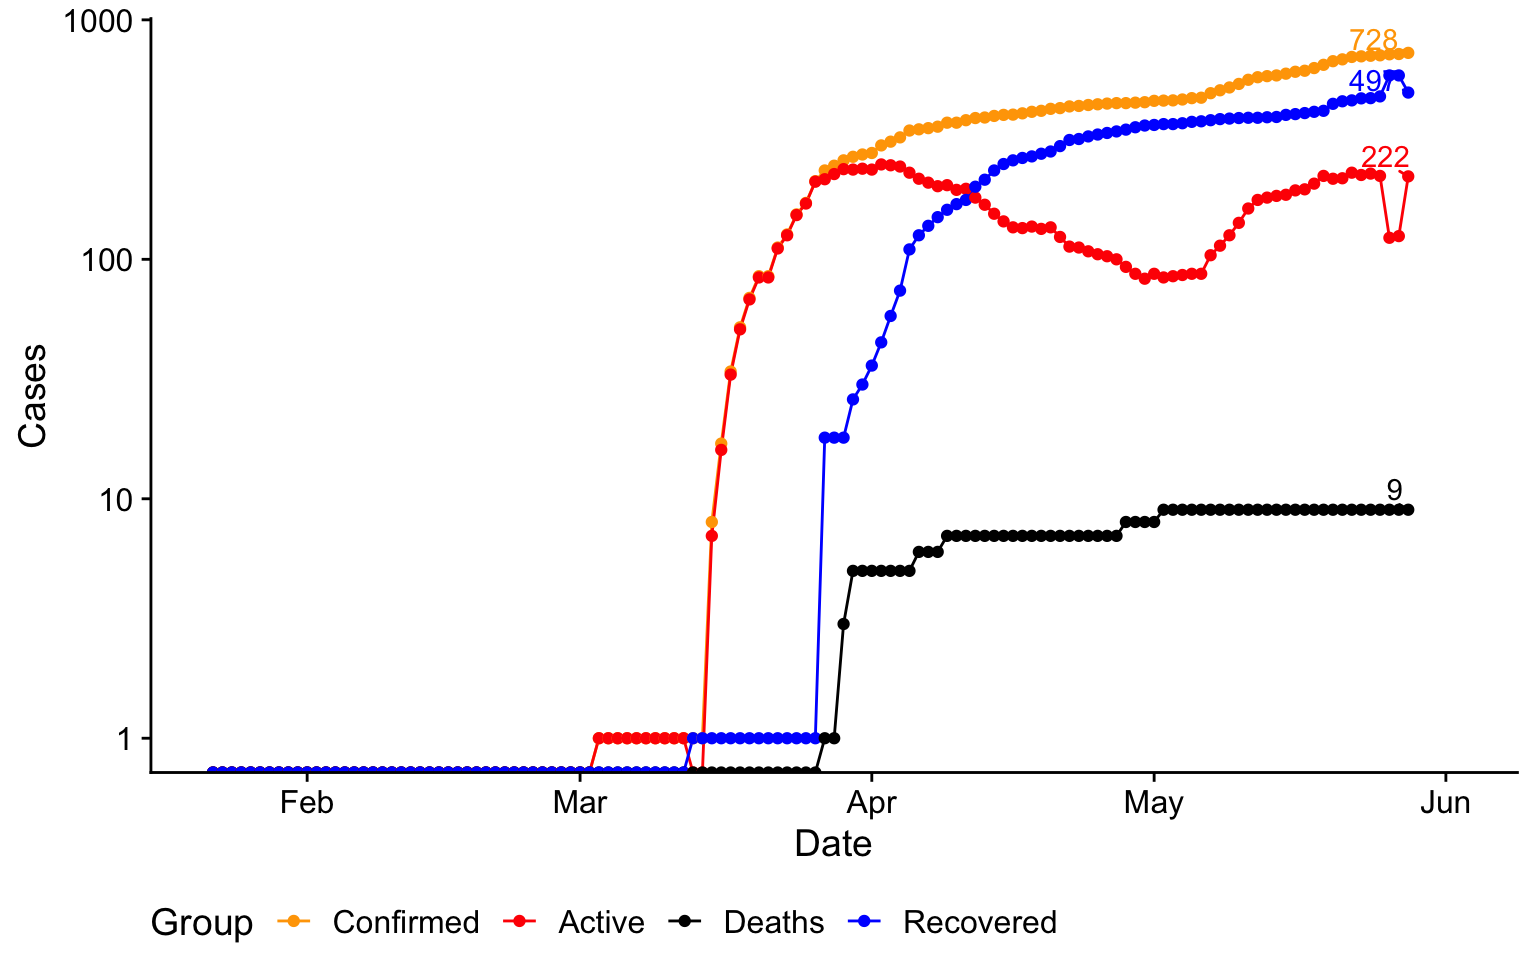 1000
728
497
222
100
Cases
10
9
1
Feb Mar Apr May Jun
Date
Group Confirmed Active Deaths Recovered